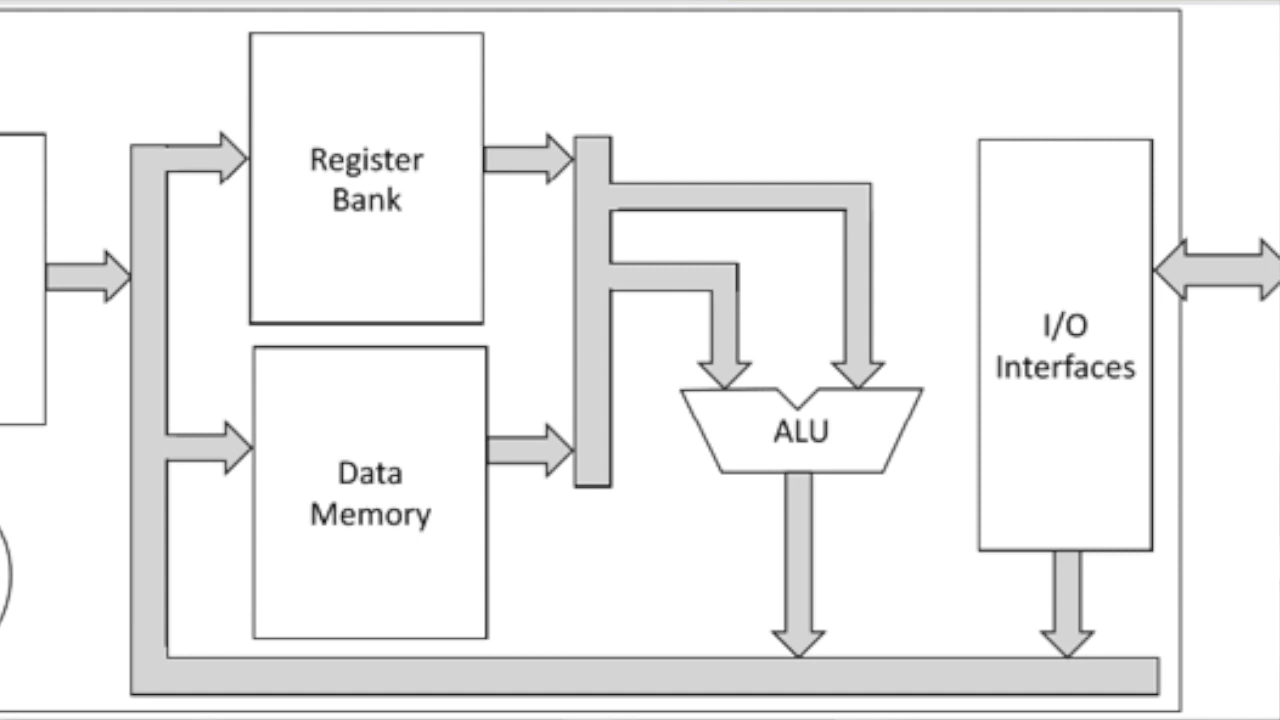 Register
Bank
Data
Memory
ALU
I/O
Interfaces